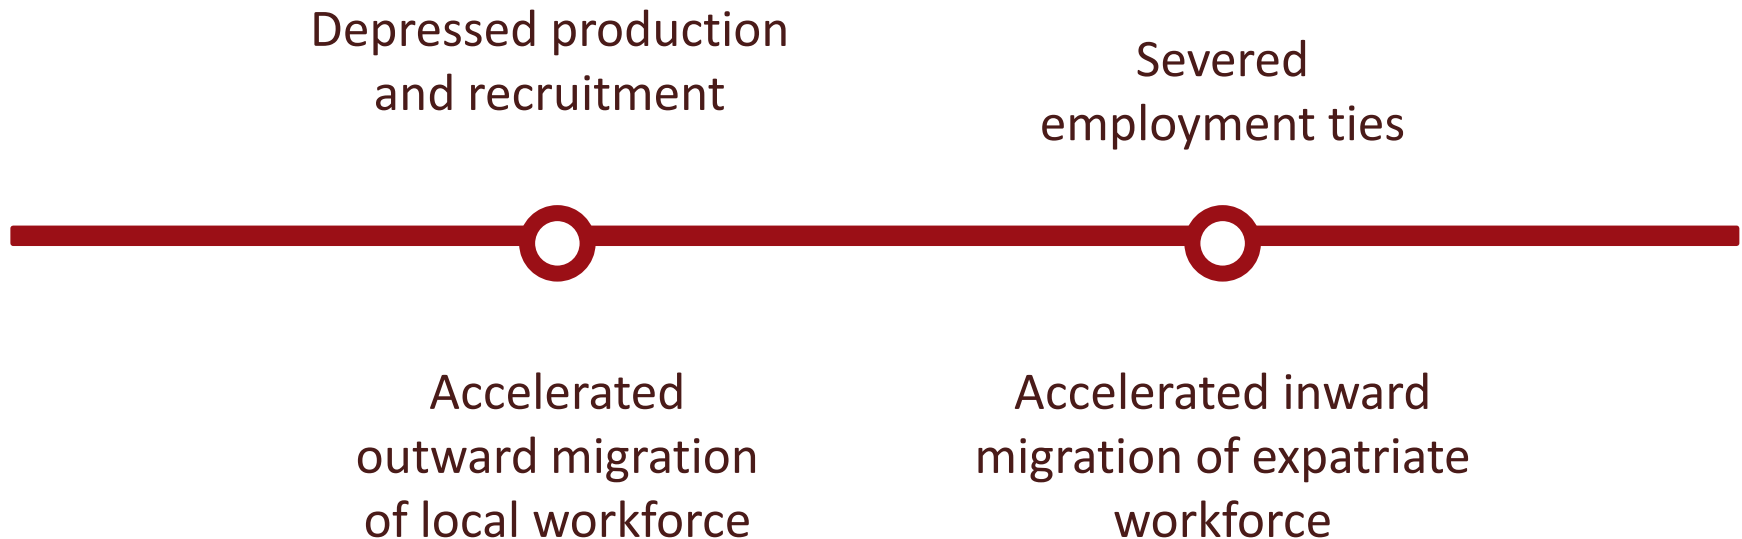 Depressed production
and recruitment
Severed
employment ties
Accelerated
outward migration
of local workforce
Accelerated inward
migration of expatriate
workforce